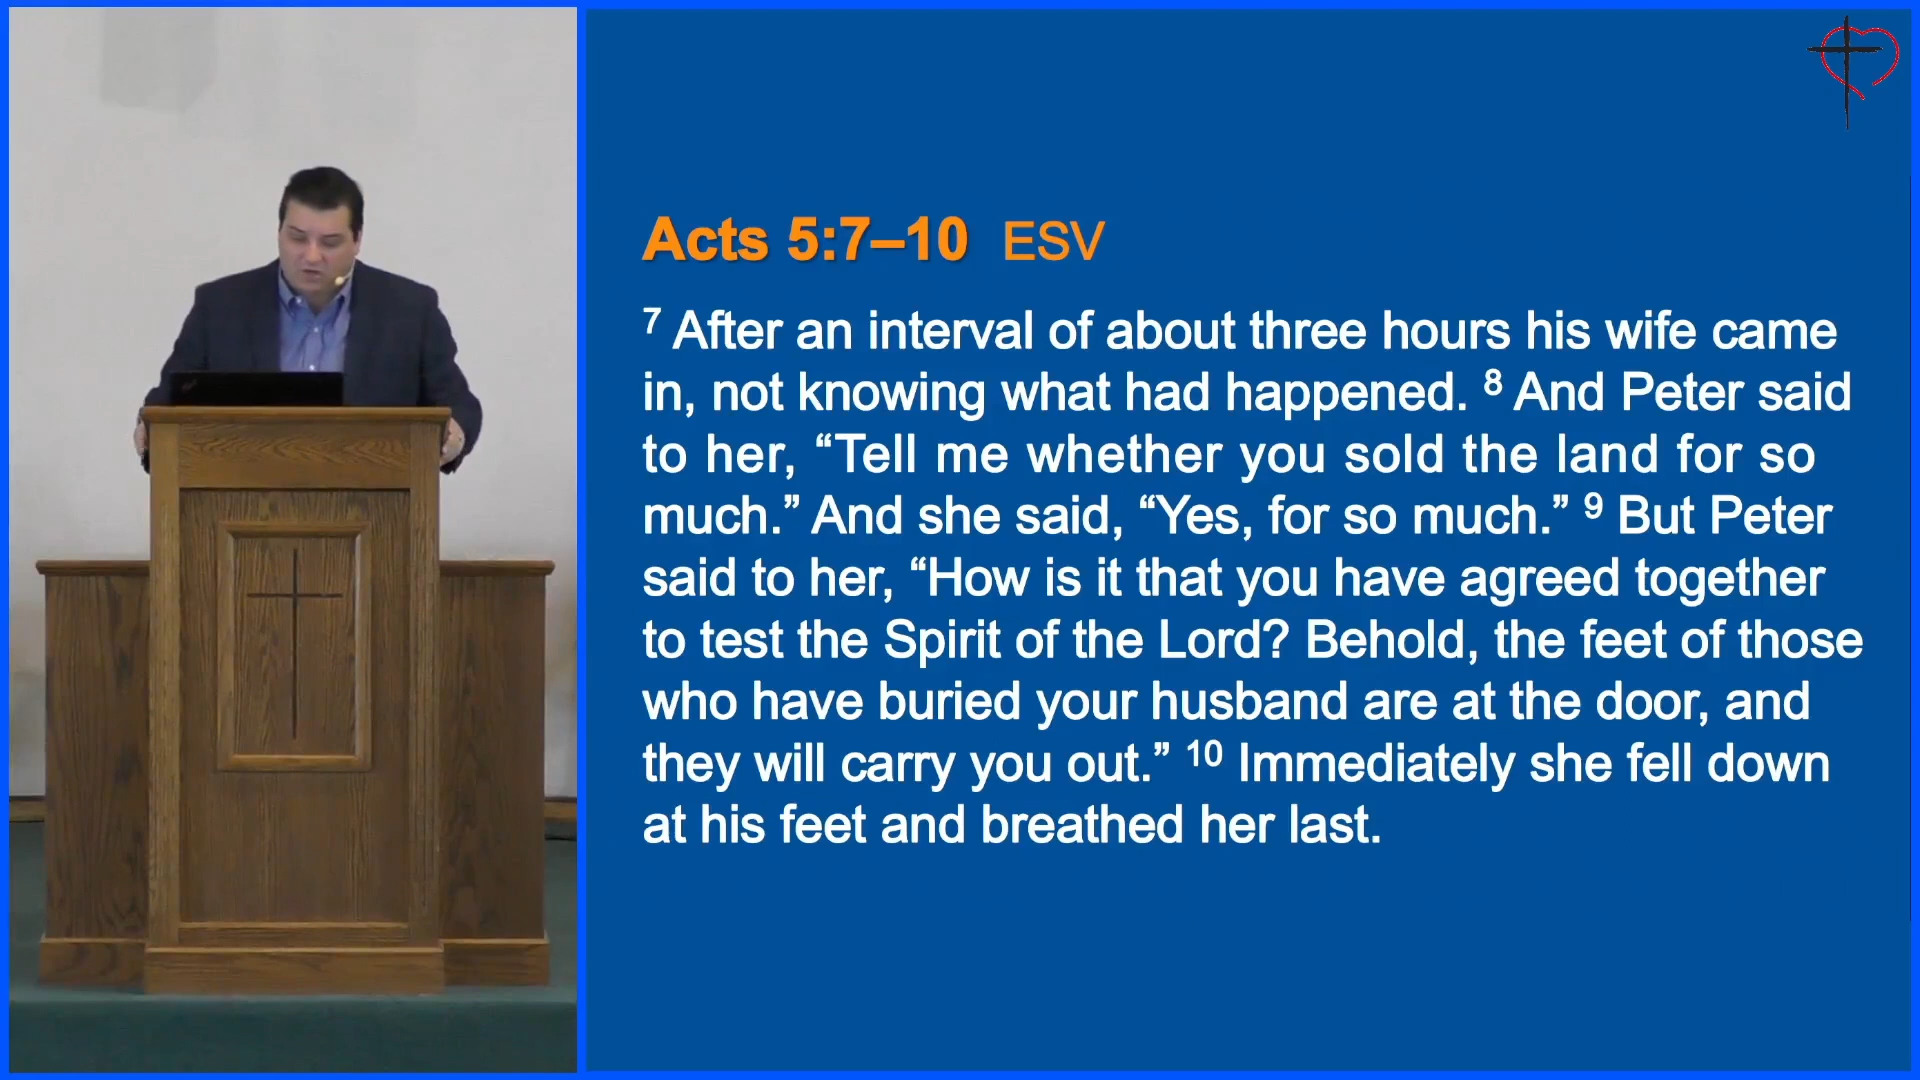 Acts 5:7–10 ESV
⁷ After an interval of about three hours his wife came
in, not knowing what had happened. ⁸ And Peter said
to her, “Tell me whether you sold the land for so
much.” And she said, “Yes, for so much.” ⁹ But Peter
said to her, “How is it that you have agreed together
to test the Spirit of the Lord? Behold, the feet of those
who have buried your husband are at the door, and
they will carry you out.” ¹⁰ Immediately she fell down
at his feet and breathed her last.